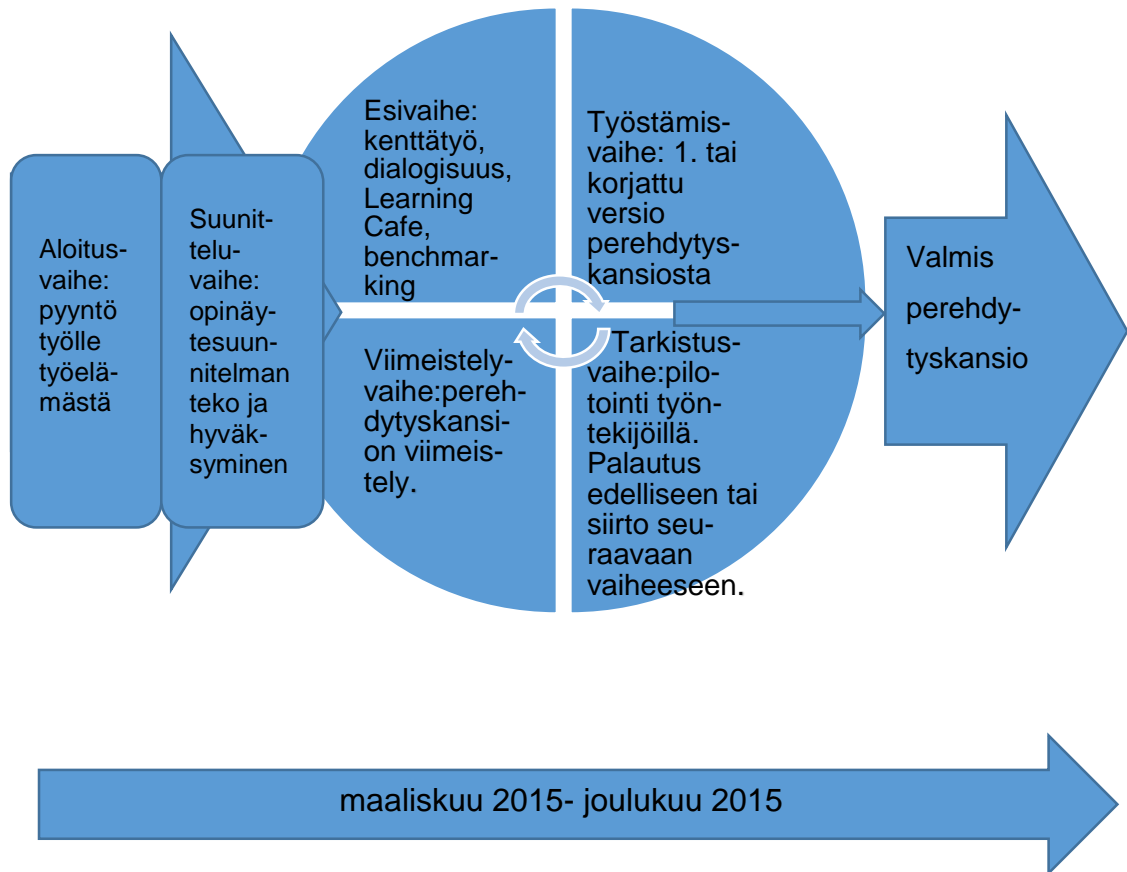 Aloitus-
vaihe:
pyyntö
työlle
työelä-
mästä
Suunit-
telu-
vaihe:
opinäy-
tesuun-
nitelman
teko ja
hyväk-
syminen
Esivaihe:
kenttätyö,
dialogisuus,
Learning
Cafe,
benchmar-
king
Työstämis-
vaihe: 1. tai
korjattu
versio
perehdytys-
kansiosta
Viimeistely-
vaihe:pereh-
dytyskansi-
on viimeis-
tely.
Tarkistus-
vaihe:pilo-
tointi työn-
tekijöillä.
Palautus
edelliseen tai
siirto seu-
raavaan
vaiheeseen.
Valmis
perehdy-
tyskansio
maaliskuu 2015- joulukuu 2015